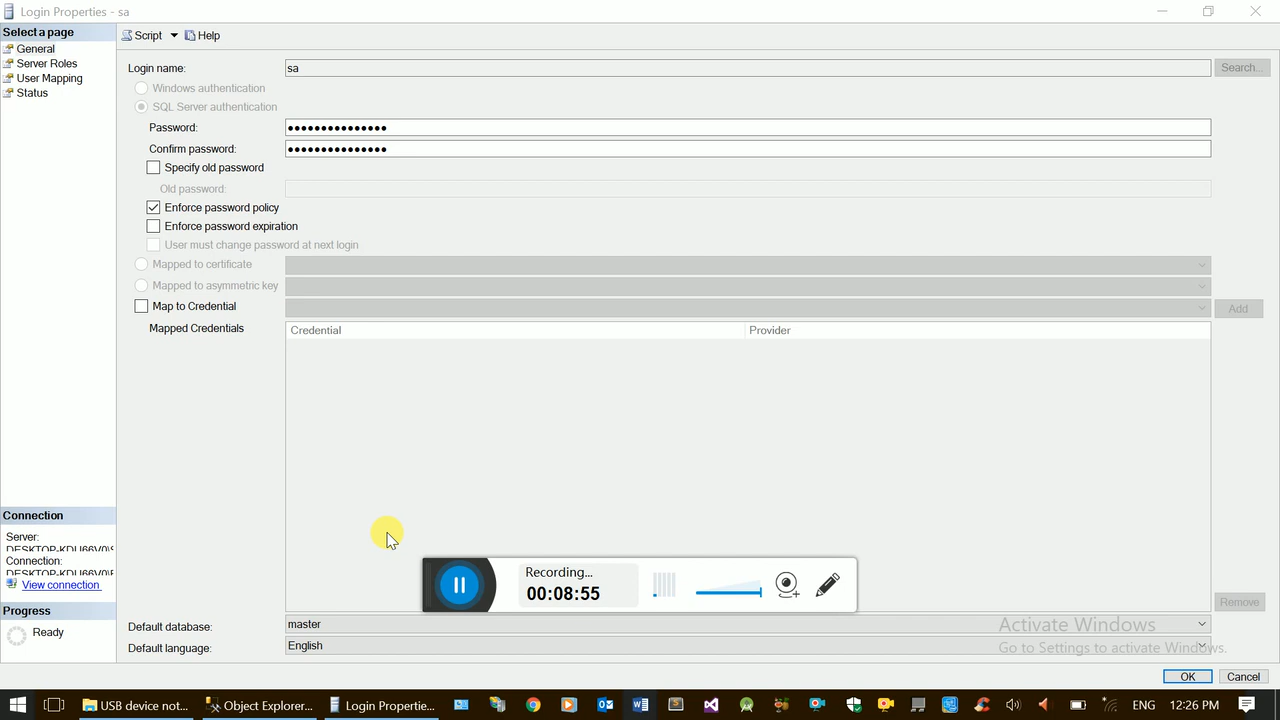 Login Properties - sa
Select a page
General
Server Roles
User Mapping
Status
Script
Help
Login name:
sa
Search...
Windows authentication
SQL Server authentication
Password:
●●●●●●●●●●●●●●●
Confirm password:
●●●●●●●●●●●●●●●
Specify old password
Old password:
Enforce password policy
Enforce password expiration
User must change password at next login
Mapped to certificate
Mapped to asymmetric key
Map to Credential
Add
Mapped Credentials
Credential
Provider
Connection
Server:
Connection:
View connection
Progress
Ready
Recording...
00:08:55
Remove
Default database:
master
Default language:
English
Activate Windows
Go to Settings to activate Windows.
OK
Cancel
USB device not...
Object Explorer...
Login Propertie...
ENG
12:26 PM